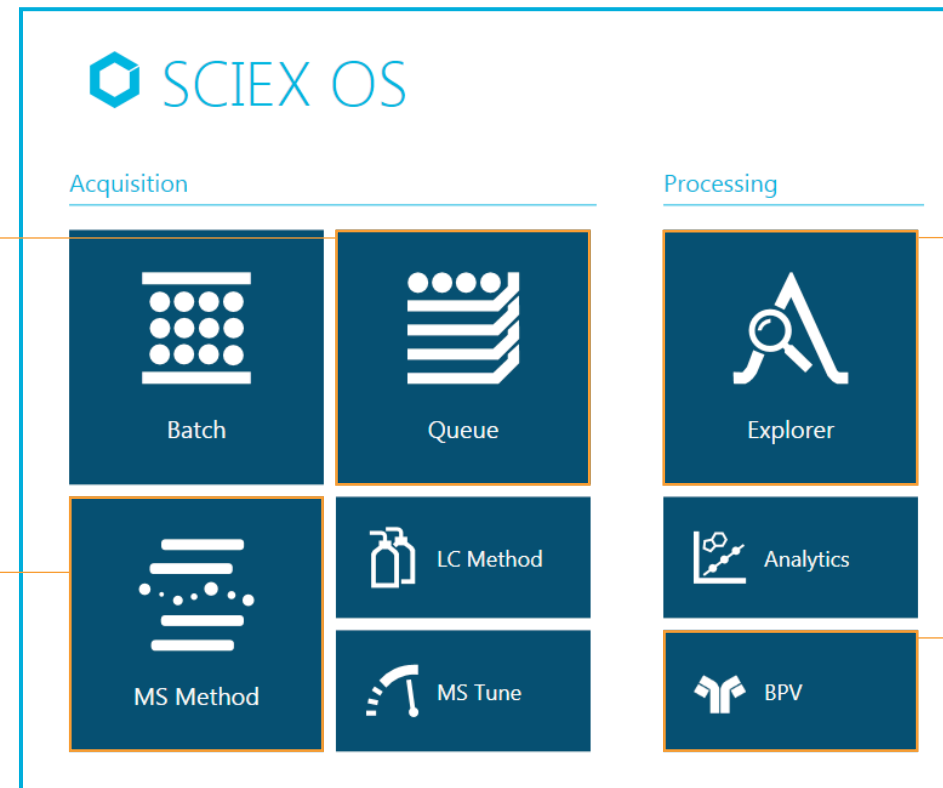 SCIEX OS
Acquisition
Processing
Batch
Queue
Explorer
MS Method
LC Method
MS Tune
Analytics
BPV